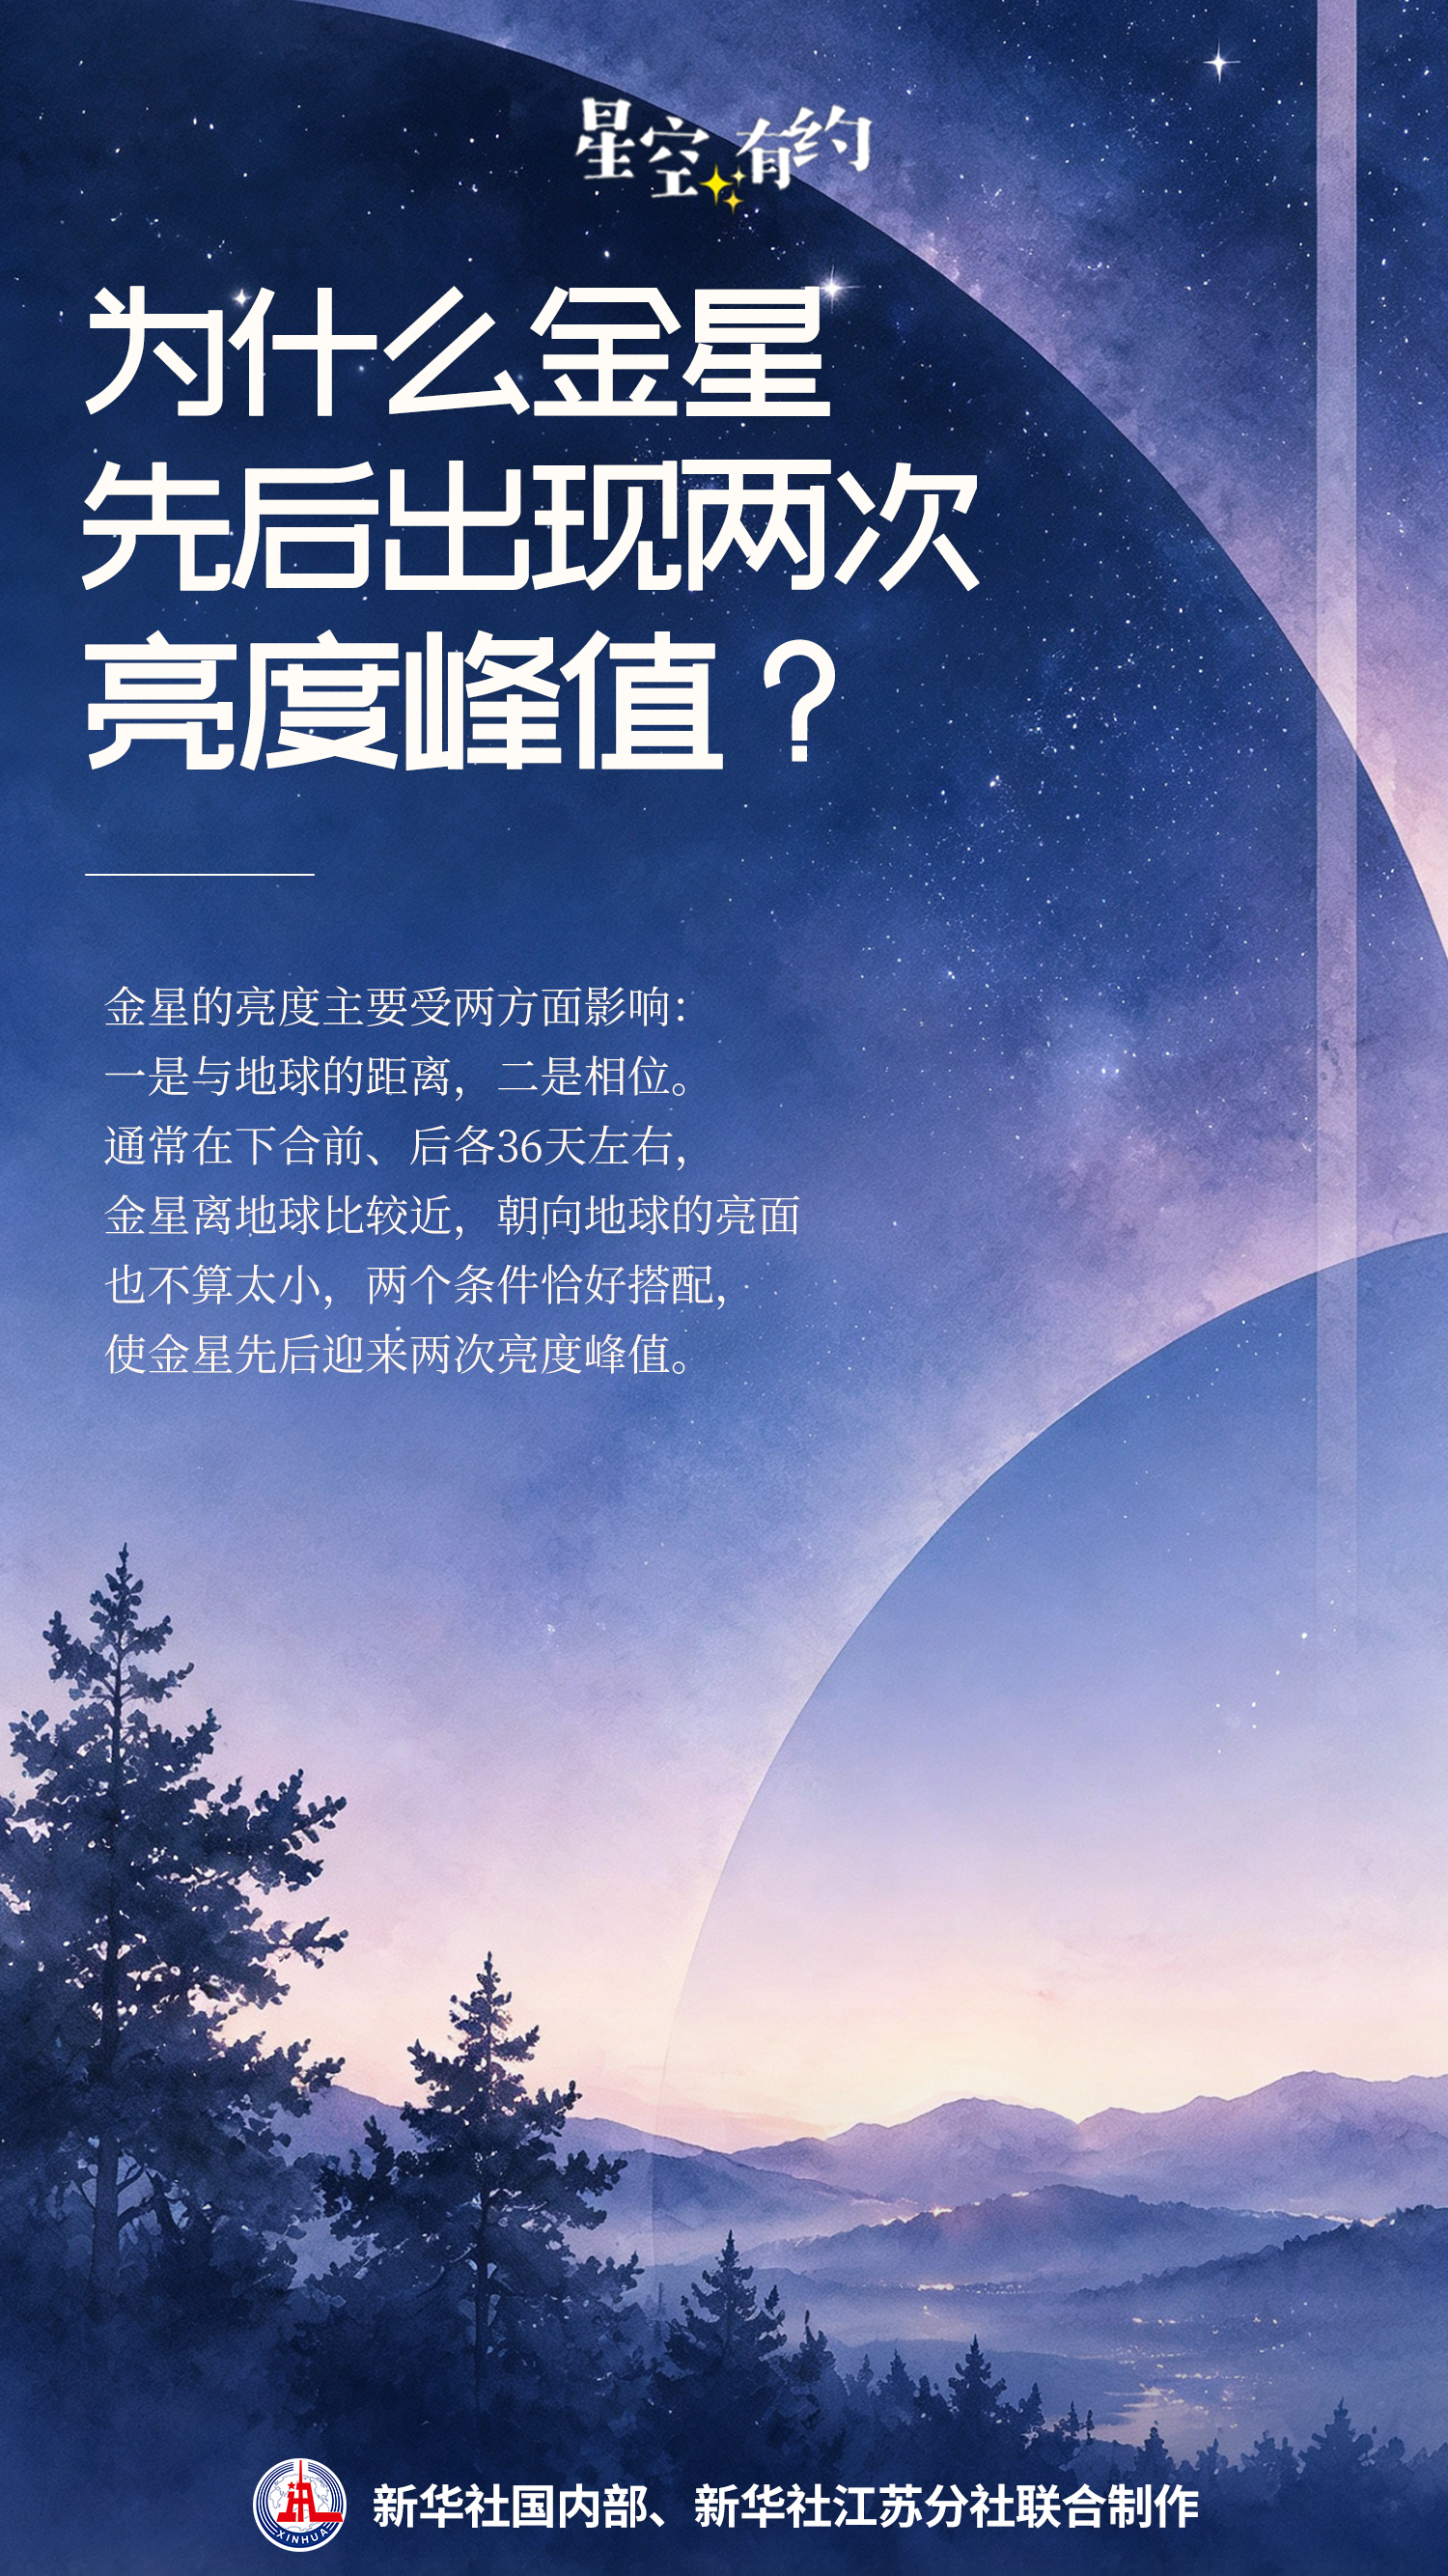 星空有约
为什么金星
先后出现两次
亮度峰值？
金星的亮度主要受两方面影响：
一是与地球的距离，二是相位。
通常在下合前、后各36天左右，
金星离地球比较近，朝向地球的亮面
也不算太小，两个条件恰好搭配，
使金星先后迎来两次亮度峰值。
XINHUA
新华社国内部、新华社江苏分社联合制作